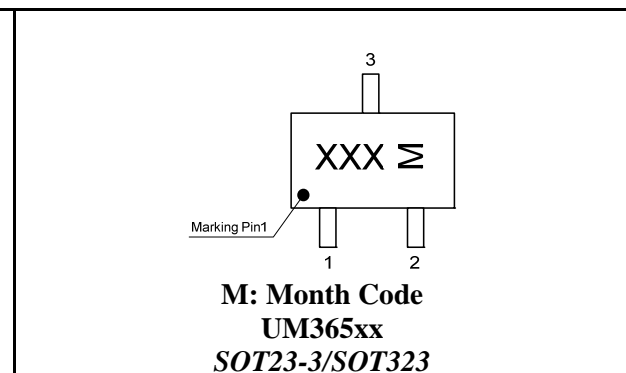 3
XXX M
Marking Pin1
1 2
M: Month Code
UM365xx
SOT23-3/SOT323